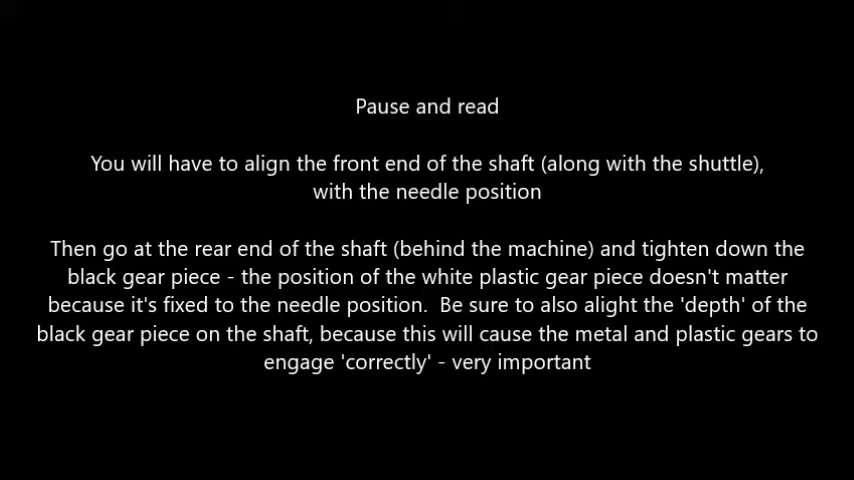 Pause and read
You will have to align the front end of the shaft (along with the shuttle),
with the needle position
Then go at the rear end of the shaft (behind the machine) and tighten down the
black gear piece - the position of the white plastic gear piece doesn't matter
because it's fixed to the needle position.  Be sure to also alight the 'depth' of the
black gear piece on the shaft, because this will cause the metal and plastic gears to
engage 'correctly' - very important